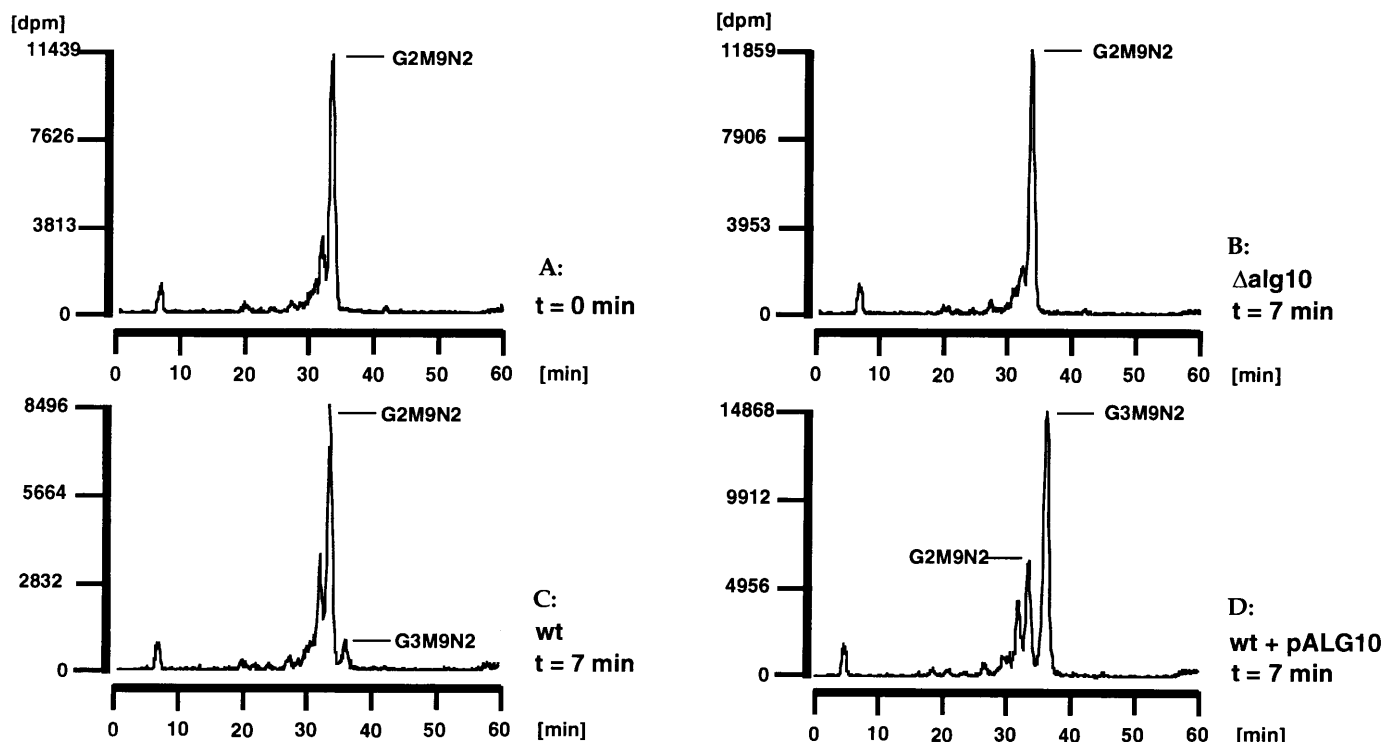 [dpm]
11439
7626
3813
0
G2M9N2
A:
t = 0 min
0 10 20 30 40 50 60 [min]
[dpm]
11859
7906
3953
0
G2M9N2
B:
Δalg10
t = 7 min
0 10 20 30 40 50 60 [min]
8496
5664
2832
0
G2M9N2
G3M9N2
C:
wt
t = 7 min
0 10 20 30 40 50 60 [min]
14868
9912
4956
0
G3M9N2
G2M9N2
D:
wt + pALG10
t = 7 min
0 10 20 30 40 50 60 [min]